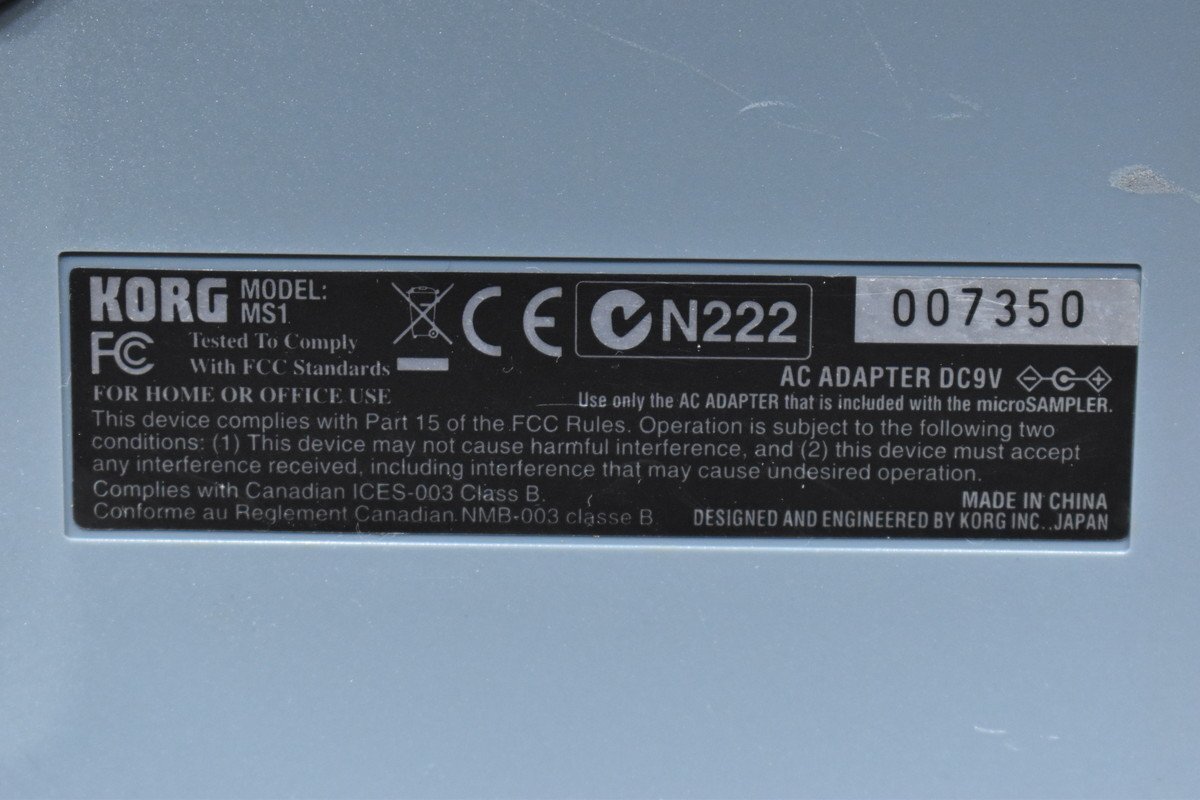 KORG MODEL:
MS1
CE N222
007350
FC Tested To Comply
With FCC Standards
AC ADAPTER DC9V
FOR HOME OR OFFICE USE
Use only the AC ADAPTER that is included with the microSAMPLER.
This device complies with Part 15 of the FCC Rules. Operation is subject to the following two
conditions: (1) This device may not cause harmful interference, and (2) this device must accept
any interference received, including interference that may cause undesired operation.
Complies with Canadian ICES-003 Class B.
Conforme au Reglement Canadian NMB-003 classe B.
MADE IN CHINA
DESIGNED AND ENGINEERED BY KORG INC., JAPAN